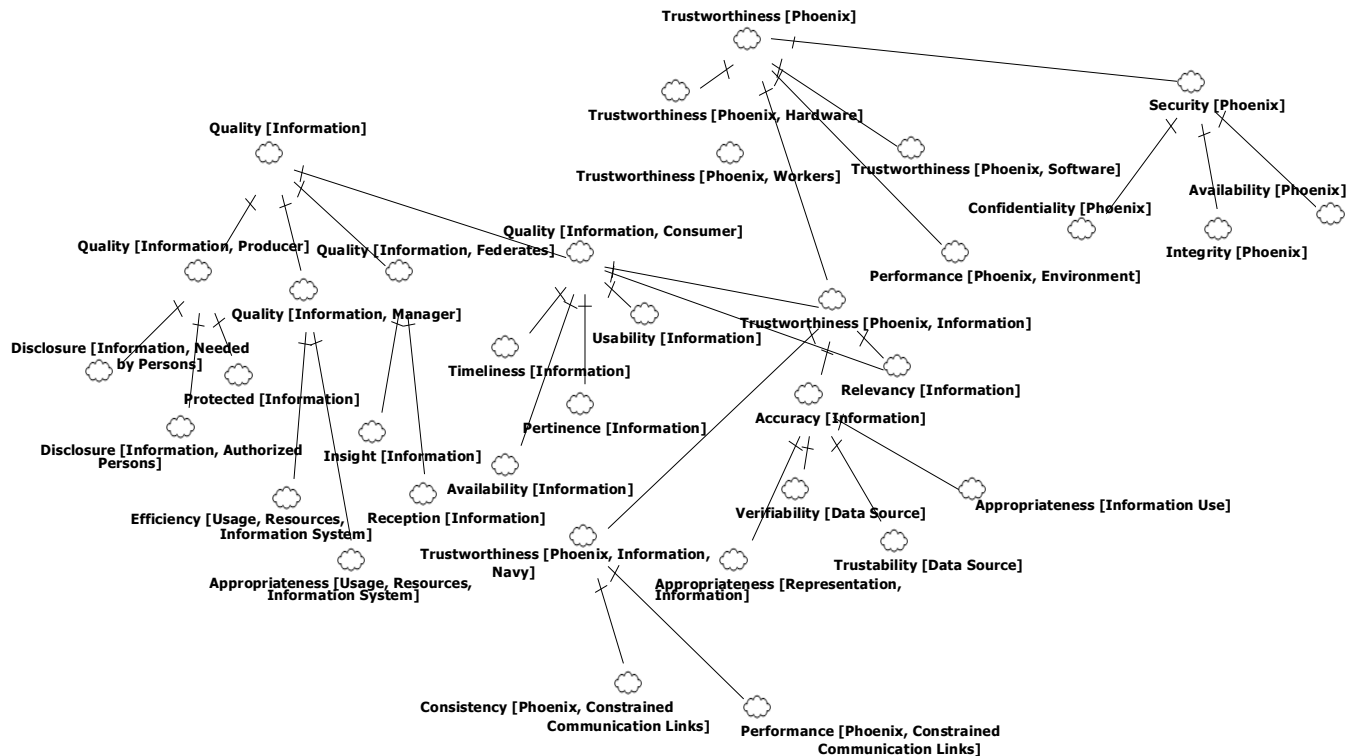 Trustworthiness [Phoenix]
Security [Phoenix]
Trustworthiness [Phoenix, Hardware]
Quality [Information]
Trustworthiness [Phoenix, Software]
Trustworthiness [Phoenix, Workers]
Availability [Phoenix]
Confidentiality [Phoenix]
Quality [Information, Consumer]
Quality [Information, Producer]
Quality [Information, Federates]
Integrity [Phoenix]
Performance [Phoenix, Environment]
Quality [Information, Manager]
Trustworthiness [Phoenix, Information]
Usability [Information]
Disclosure [Information, Needed
by Persons]
Timeliness [Information]
Relevancy [Information]
Protected [Information]
Accuracy [Information]
Pertinence [Information]
Disclosure [Information, Authorized
Persons]
Insight [Information]
Availability [Information]
Appropriateness [Information Use]
Verifiability [Data Source]
Efficiency [Usage, Resources,
Information System]
Reception [Information]
Trustworthiness [Phoenix, Information,
Navy]
Trustability [Data Source]
Appropriateness [Usage, Resources,
Information System]
Appropriateness [Representation,
Information]
Consistency [Phoenix, Constrained
Communication Links]
Performance [Phoenix, Constrained
Communication Links]